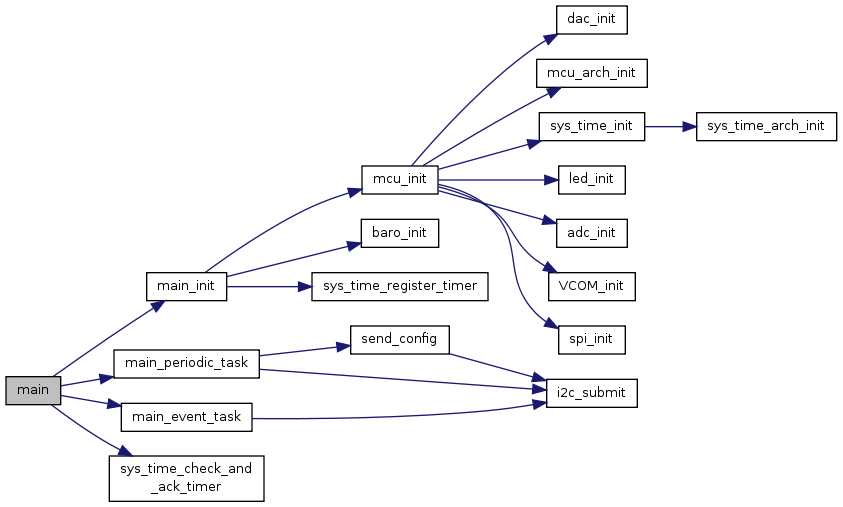 dac_init
mcu_arch_init
sys_time_init
sys_time_arch_init
mcu_init
led_init
baro_init
adc_init
main_init
sys_time_register_timer
VCOM_init
send_config
spi_init
main_periodic_task
main
i2c_submit
main_event_task
sys_time_check_and
_ack_timer